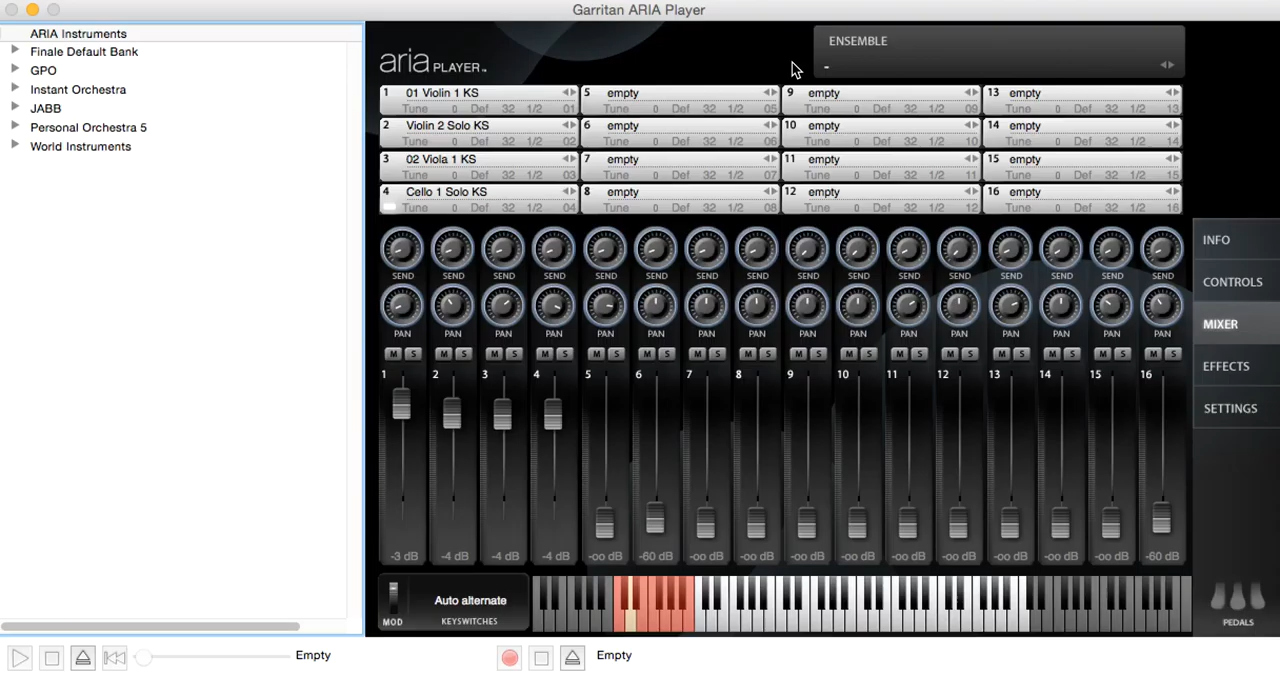 Garritan ARIA Player
ARIA Instruments
Finale Default Bank
GPO
Instant Orchestra
JABB
Personal Orchestra 5
World Instruments
aria PLAYER™
ENSEMBLE
-
1 01 Violin 1 KS 5 empty 9 empty 13 empty
Tune 0 Def 32 1/2 01 Tune 0 Def 32 1/2 05 Tune 0 Def 32 1/2 09 Tune 0 Def 32 1/2 13
2 Violin 2 Solo KS 6 empty 10 empty 14 empty
Tune 0 Def 32 1/2 02 Tune 0 Def 32 1/2 06 Tune 0 Def 32 1/2 10 Tune 0 Def 32 1/2 14
3 02 Viola 1 KS 7 empty 11 empty 15 empty
Tune 0 Def 32 1/2 03 Tune 0 Def 32 1/2 07 Tune 0 Def 32 1/2 11 Tune 0 Def 32 1/2 15
4 Cello 1 Solo KS 8 empty 12 empty 16 empty
Tune 0 Def 32 1/2 04 Tune 0 Def 32 1/2 08 Tune 0 Def 32 1/2 12 Tune 0 Def 32 1/2 16
SEND SEND SEND SEND SEND SEND SEND SEND SEND SEND SEND SEND SEND SEND SEND SEND
PAN PAN PAN PAN PAN PAN PAN PAN PAN PAN PAN PAN PAN PAN PAN PAN
M S M S M S M S M S M S M S M S M S M S M S M S M S M S M S M S
1 2 3 4 5 6 7 8 9 10 11 12 13 14 15 16
-3 dB -4 dB -4 dB -4 dB -oo dB -60 dB -oo dB -oo dB -oo dB -oo dB -oo dB -oo dB -oo dB -oo dB -oo dB -60 dB
INFO
CONTROLS
MIXER
EFFECTS
SETTINGS
MOD
Auto alternate
KEYSWITCHES
PEDALS
Empty
Empty